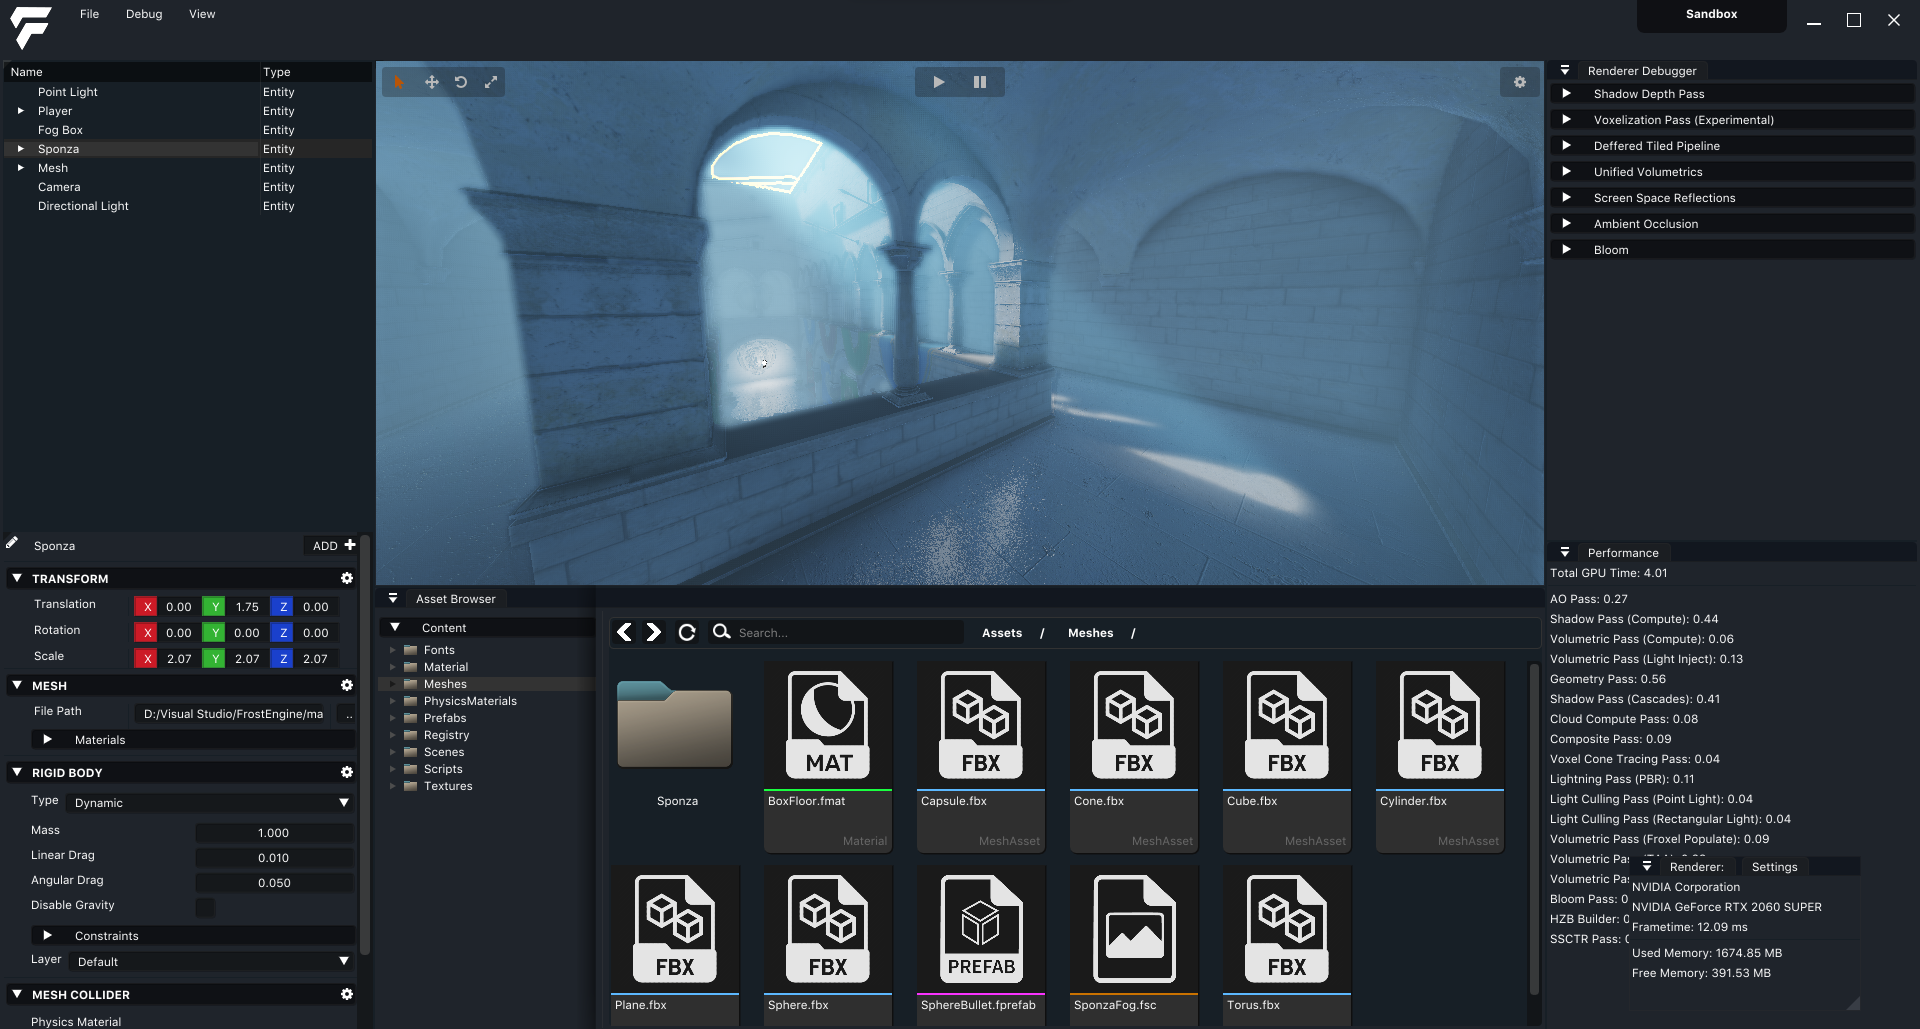 File Debug View
Sandbox
Name Type
Point Light Entity
Player Entity
Fog Box Entity
Sponza Entity
Mesh Entity
Camera Entity
Directional Light Entity
Sponza ADD
TRANSFORM
Translation X 0.00 Y 1.75 Z 0.00
Rotation X 0.00 Y 0.00 Z 0.00
Scale X 2.07 Y 2.07 Z 2.07
MESH
File Path D:/Visual Studio/FrostEngine/ma ..
Materials
RIGID BODY
Type Dynamic
Mass 1.000
Linear Drag 0.010
Angular Drag 0.050
Disable Gravity
Constraints
Layer Default
MESH COLLIDER
Physics Material
Asset Browser
Content
Fonts
Material
Meshes
PhysicsMaterials
Prefabs
Registry
Scenes
Scripts
Textures
Search... Assets / Meshes /
MAT FBX FBX FBX FBX
Sponza BoxFloor.fmat Capsule.fbx Cone.fbx Cube.fbx Cylinder.fbx
Material MeshAsset MeshAsset MeshAsset MeshAsset
FBX FBX PREFAB FBX
Plane.fbx Sphere.fbx SphereBullet.fprefab SponzaFog.fsc Torus.fbx
Renderer Debugger
Shadow Depth Pass
Voxelization Pass (Experimental)
Deffered Tiled Pipeline
Unified Volumetrics
Screen Space Reflections
Ambient Occlusion
Bloom
Performance
Total GPU Time: 4.01
AO Pass: 0.27
Shadow Pass (Compute): 0.44
Volumetric Pass (Compute): 0.06
Volumetric Pass (Light Inject): 0.13
Geometry Pass: 0.56
Shadow Pass (Cascades): 0.41
Cloud Compute Pass: 0.08
Composite Pass: 0.09
Voxel Cone Tracing Pass: 0.04
Lightning Pass (PBR): 0.11
Light Culling Pass (Point Light): 0.04
Light Culling Pass (Rectangular Light): 0.04
Volumetric Pass (Froxel Populate): 0.09
Volumetric Pa
Volumetric Pa
Bloom Pass: 0
HZB Builder: 0
SSCTR Pass: 0
Renderer: Settings
NVIDIA Corporation
NVIDIA GeForce RTX 2060 SUPER
Frametime: 12.09 ms
Used Memory: 1674.85 MB
Free Memory: 391.53 MB